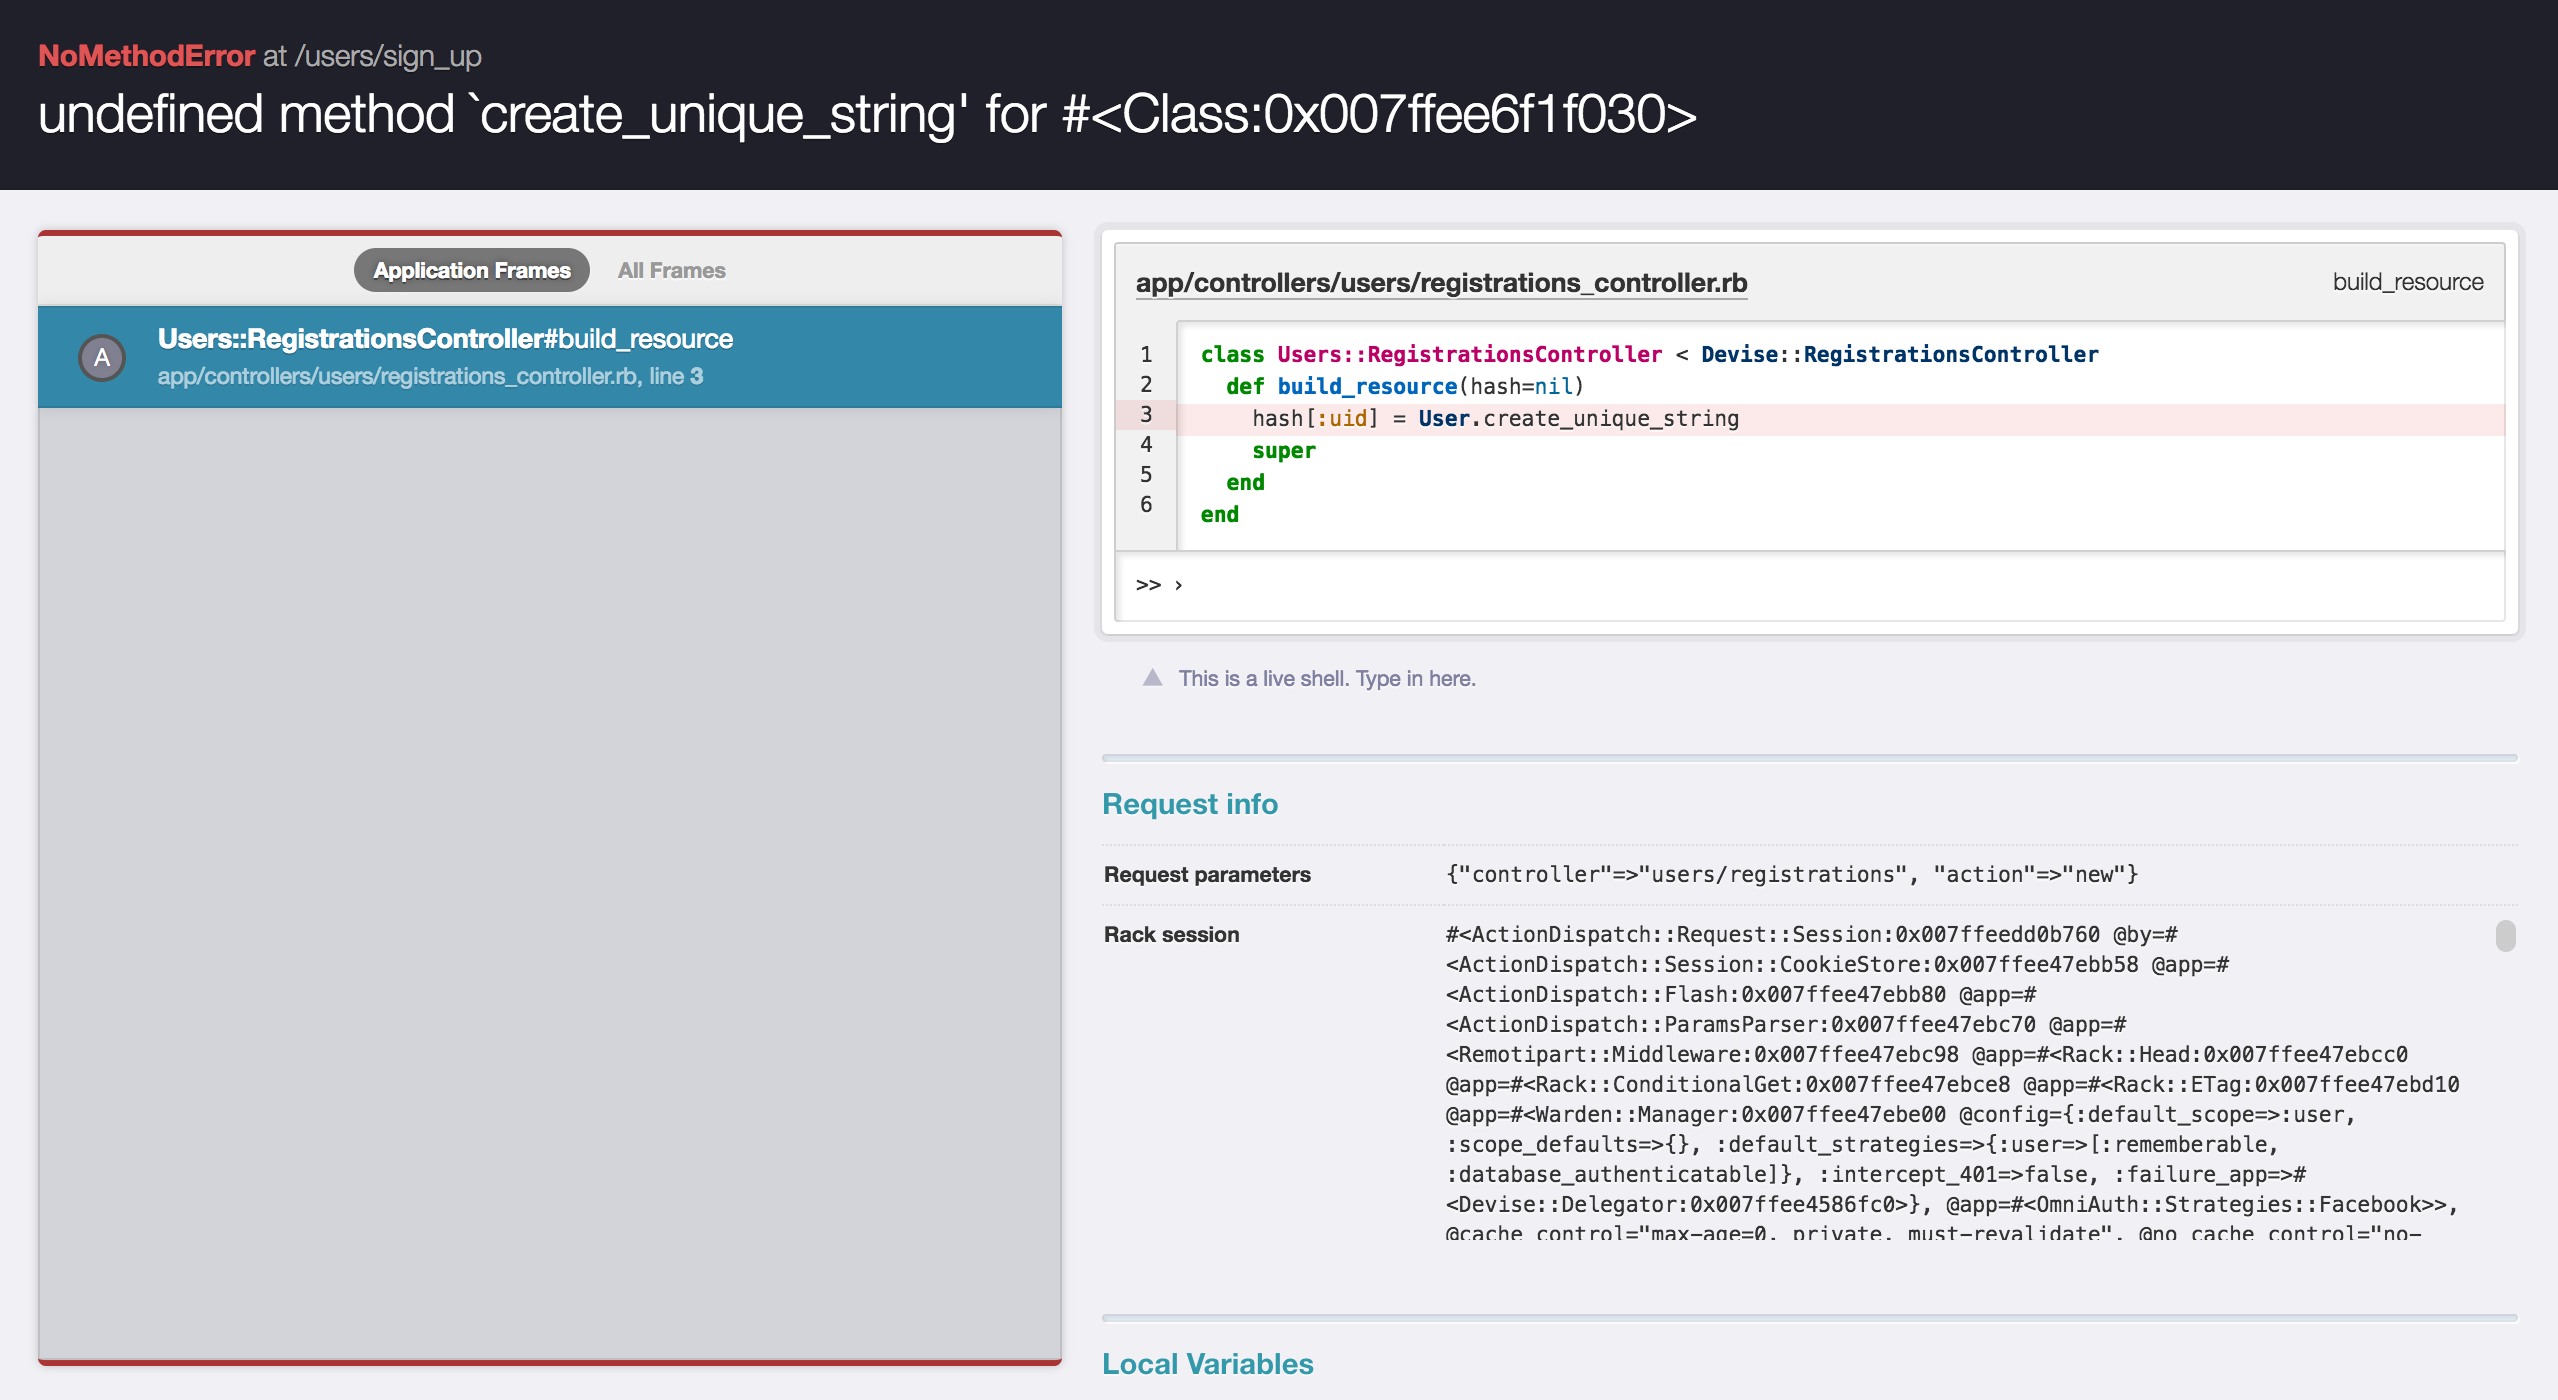 NoMethodError at /users/sign_up
undefined method `create_unique_string' for #<Class:0x007ffee6f1f030>
Application Frames All Frames
A
Users::RegistrationsController#build_resource
app/controllers/users/registrations_controller.rb, line 3
app/controllers/users/registrations_controller.rb build_resource
1 class Users::RegistrationsController < Devise::RegistrationsController
2 def build_resource(hash=nil)
3 hash[:uid] = User.create_unique_string
4 super
5 end
6 end
>> ›
This is a live shell. Type in here.
Request info
Request parameters {"controller"=>"users/registrations", "action"=>"new"}
Rack session #<ActionDispatch::Request::Session:0x007ffeedd0b760 @by=#
<ActionDispatch::Session::CookieStore:0x007ffee47ebb58 @app=#
<ActionDispatch::Flash:0x007ffee47ebb80 @app=#
<ActionDispatch::ParamsParser:0x007ffee47ebc70 @app=#
<Remotipart::Middleware:0x007ffee47ebc98 @app=#<Rack::Head:0x007ffee47ebcc0
@app=#<Rack::ConditionalGet:0x007ffee47ebce8 @app=#<Rack::ETag:0x007ffee47ebd10
@app=#<Warden::Manager:0x007ffee47ebe00 @config={:default_scope=>:user,
:scope_defaults=>{}, :default_strategies=>{:user=>[:rememberable,
:database_authenticatable]}, :intercept_401=>false, :failure_app=>#
<Devise::Delegator:0x007ffee4586fc0>}, @app=#<OmniAuth::Strategies::Facebook>>,
@cache_control="max-age=0, private, must-revalidate", @no_cache_control="no-
Local Variables